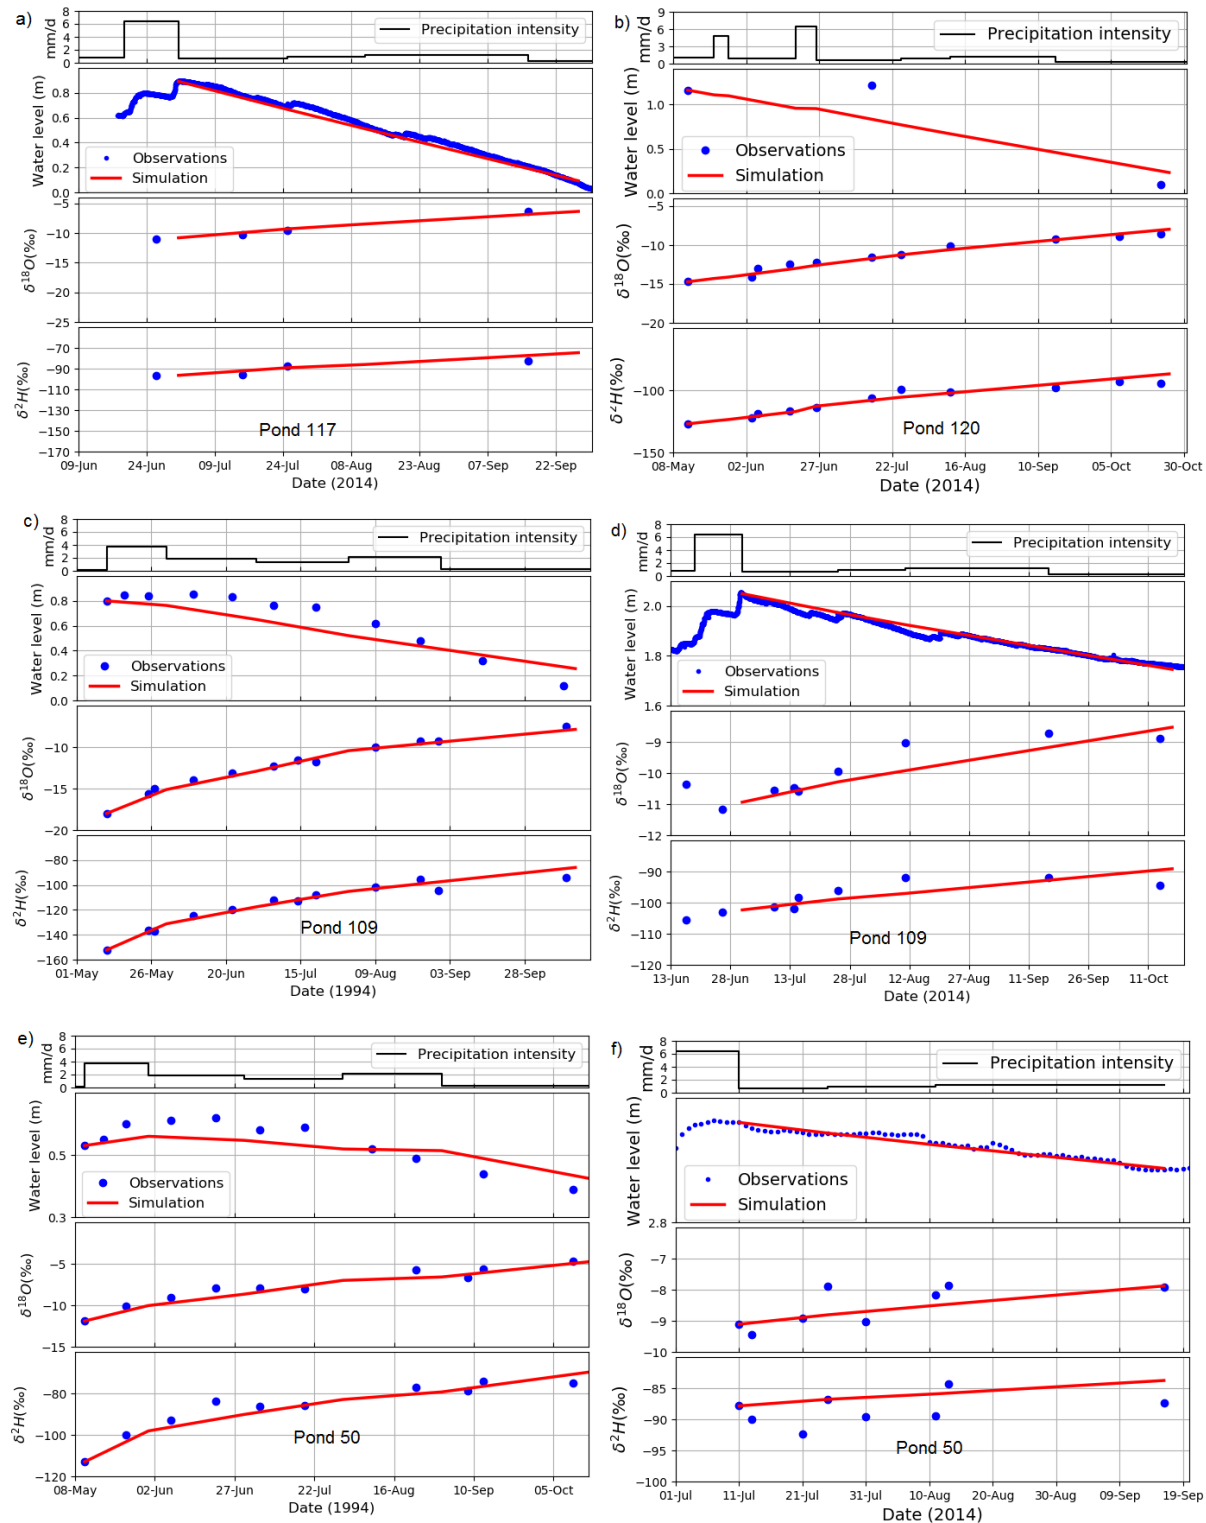 a)
mm/d
8
6
4
2
0
Precipitation intensity
Water level (m)
0.8
0.6
0.4
0.2
0.0
Observations
Simulation
δ¹⁸O(‰)
−5
−10
−15
−20
−25
δ²H(‰)
−70
−90
−110
−130
−150
−170
Pond 117
09-Jun 24-Jun 09-Jul 24-Jul 08-Aug 23-Aug 07-Sep 22-Sep
Date (2014)
b)
mm/d
9
6
3
0
Precipitation intensity
Water level (m)
1.0
0.5
0.0
Observations
Simulation
δ¹⁸O(‰)
−5
−10
−15
−20
δ²H(‰)
−100
−150
Pond 120
08-May 02-Jun 27-Jun 22-Jul 16-Aug 10-Sep 05-Oct 30-Oct
Date (2014)
c)
mm/d
8
6
4
2
0
Precipitation intensity
Water level (m)
0.8
0.6
0.4
0.2
0.0
Observations
Simulation
δ¹⁸O(‰)
−10
−15
−20
δ²H(‰)
−80
−100
−120
−140
−160
Pond 109
01-May 26-May 20-Jun 15-Jul 09-Aug 03-Sep 28-Sep
Date (1994)
d)
mm/d
8
6
4
2
0
Precipitation intensity
Water level (m)
2.0
1.8
1.6
Observations
Simulation
δ¹⁸O(‰)
−9
−10
−11
−12
δ²H(‰)
−90
−100
−110
−120
Pond 109
13-Jun 28-Jun 13-Jul 28-Jul 12-Aug 27-Aug 11-Sep 26-Sep 11-Oct
Date (2014)
e)
mm/d
8
6
4
2
0
Precipitation intensity
Water level (m)
0.5
0.3
Observations
Simulation
δ¹⁸O(‰)
−5
−10
−15
δ²H(‰)
−80
−100
−120
Pond 50
08-May 02-Jun 27-Jun 22-Jul 16-Aug 10-Sep 05-Oct
Date (1994)
f)
mm/d
8
6
4
2
0
Precipitation intensity
Water level (m)
2.8
Observations
Simulation
δ¹⁸O(‰)
−7
−8
−9
−10
δ²H(‰)
−85
−90
−95
−100
Pond 50
01-Jul 11-Jul 21-Jul 31-Jul 10-Aug 20-Aug 30-Aug 09-Sep 19-Sep
Date (2014)